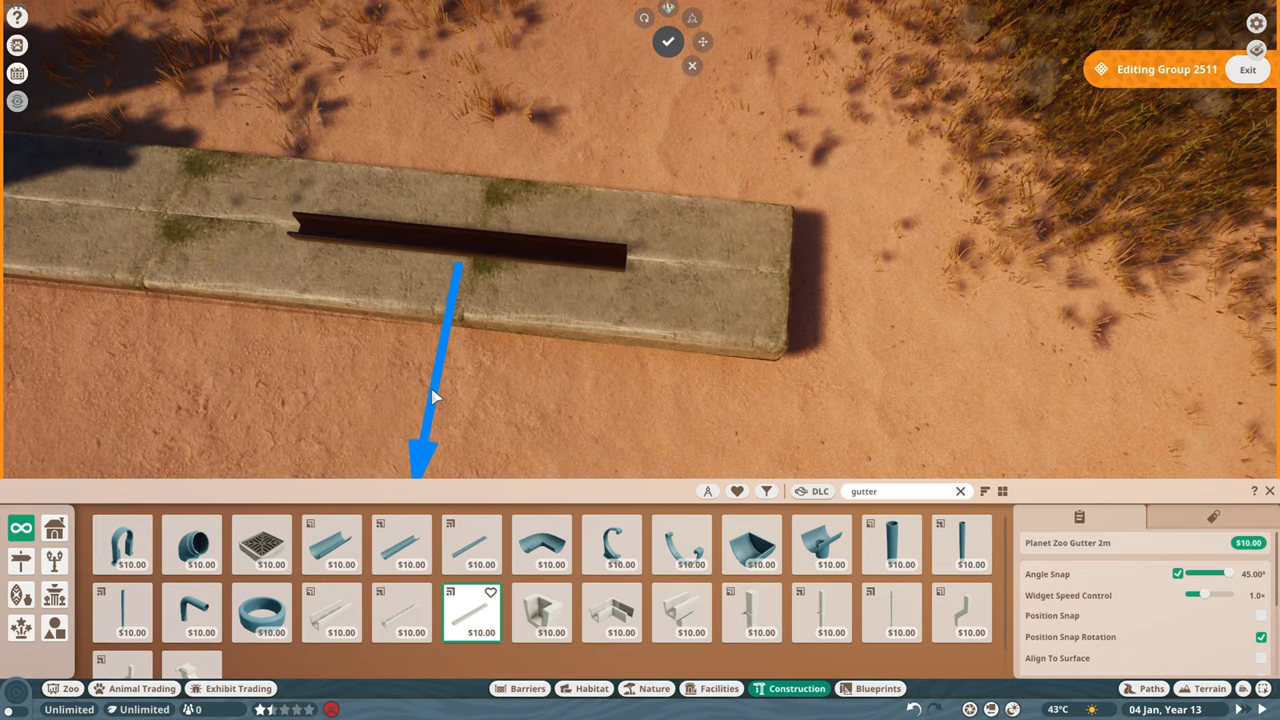 ?
Editing Group 2511
Exit
DLC
gutter
?
$10.00 $10.00 $10.00 $10.00 $10.00 $10.00 $10.00 $10.00 $10.00 $10.00 $10.00 $10.00 $10.00
$10.00 $10.00 $10.00 $10.00 $10.00 $10.00 $10.00 $10.00 $10.00 $10.00 $10.00 $10.00 $10.00
Planet Zoo Gutter 2m $10.00
Angle Snap 45.00°
Widget Speed Control 1.0×
Position Snap
Position Snap Rotation
Align To Surface
Zoo Animal Trading Exhibit Trading Barriers Habitat Nature Facilities Construction Blueprints Paths Terrain
Unlimited Unlimited 0 43°C 04 Jan, Year 13